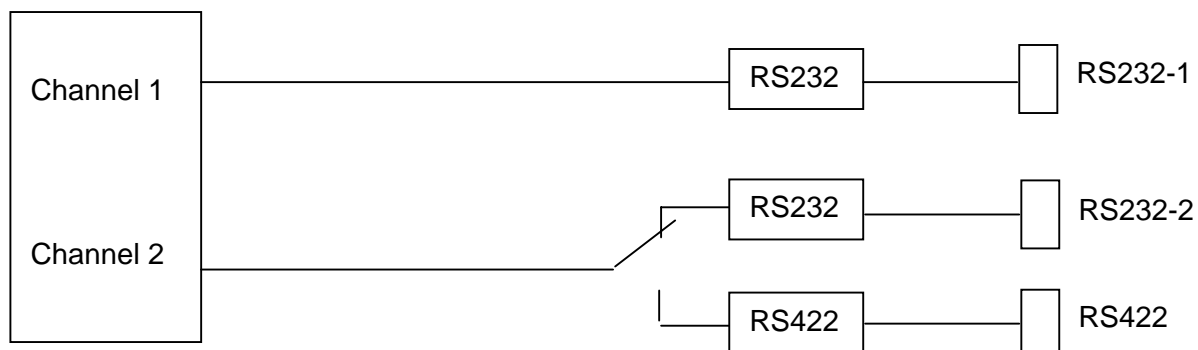 Channel 1
RS232
RS232-1
Channel 2
RS232
RS232-2
RS422
RS422